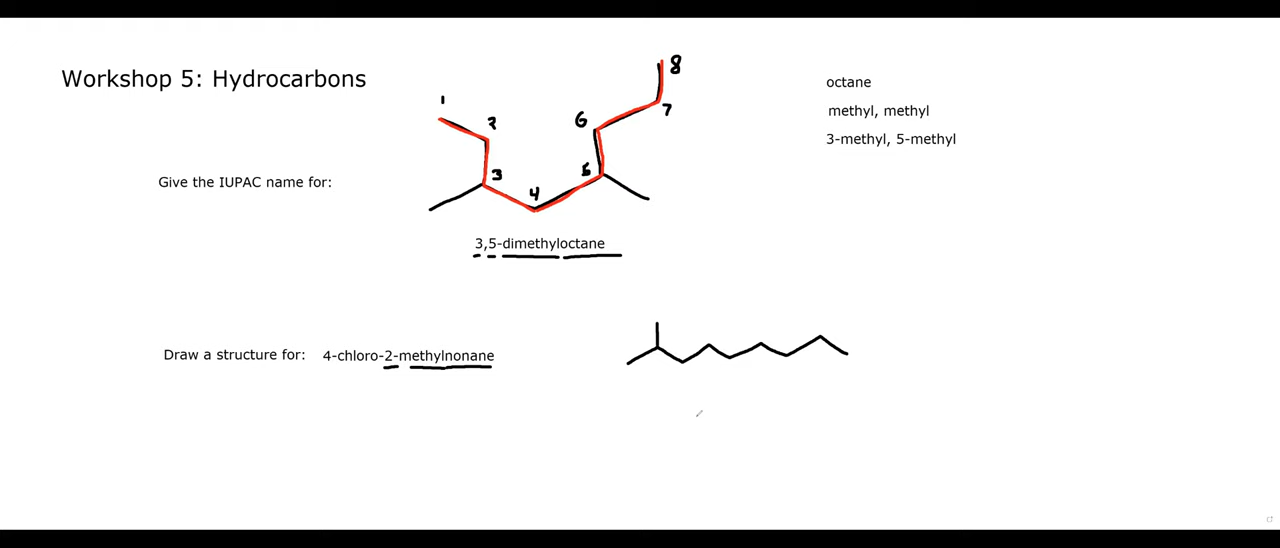 Workshop 5: Hydrocarbons
octane
methyl, methyl
3-methyl, 5-methyl
1
2
3
4
5
6
7
8
Give the IUPAC name for:
3,5-dimethyloctane
Draw a structure for: 4-chloro-2-methylnonane